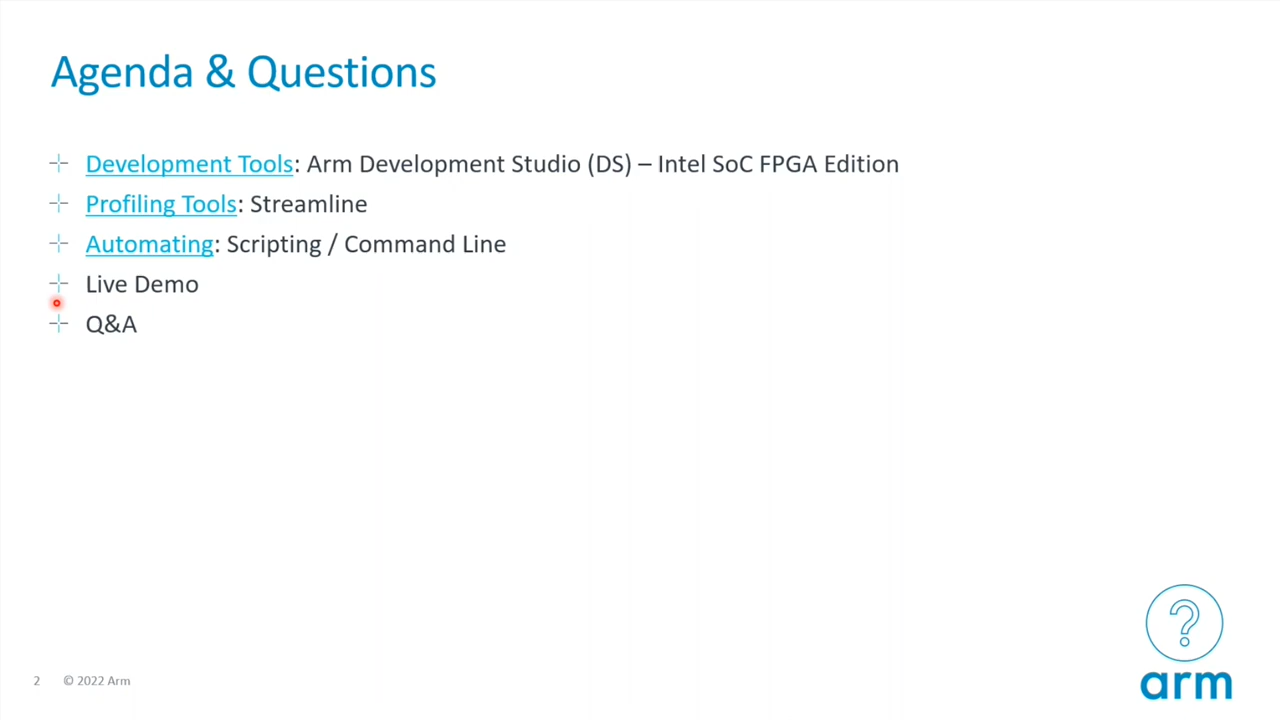 Agenda & Questions
Development Tools: Arm Development Studio (DS) – Intel SoC FPGA Edition
Profiling Tools: Streamline
Automating: Scripting / Command Line
Live Demo
Q&A
?
2 © 2022 Arm
arm